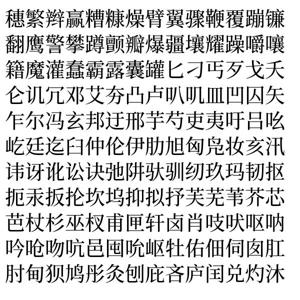 穗繁辫赢糟糠燥臂翼骤鞭覆蹦镰
翻鹰警攀蹲颤瓣爆疆壤耀躁嚼嚷
籍魔灌蠢霸露囊罐匕刁丐歹戈夭
仑讥冗邓艾夯凸卢叭叽皿凹囚矢
乍尔冯玄邦迂邢芋芍吏夷吁吕吆
屹廷迄臼仲伦伊肋旬匈凫妆亥汛
讳讶讹讼诀弛阱驮驯纫玖玛韧抠
扼汞扳抡坎坞抑拟抒芙芜苇芥芯
芭杖杉巫杈甫匣轩卤肖吱吠呕呐
吟呛吻吭邑囤吮岖牡佑佃伺囱肛
肘甸狈鸠彤灸刨庇吝庐闰兑灼沐